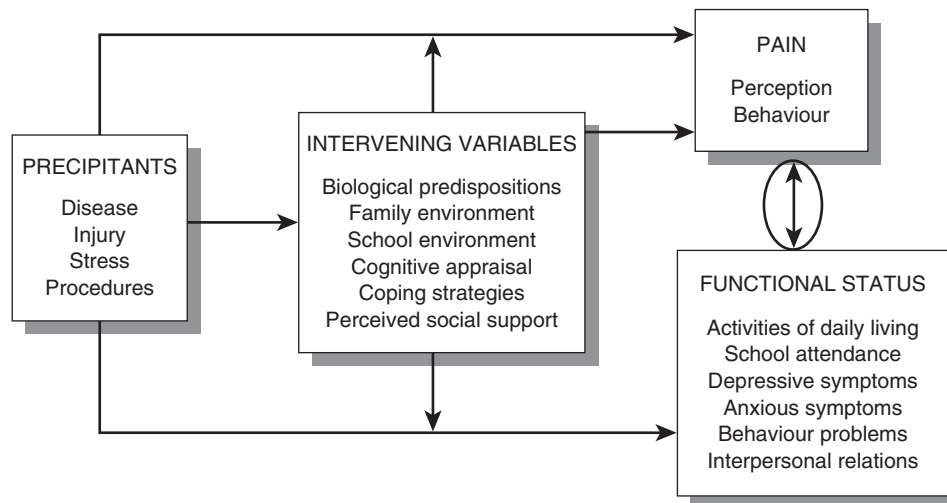 PRECIPITANTS
Disease
Injury
Stress
Procedures
INTERVENING VARIABLES
Biological predispositions
Family environment
School environment
Cognitive appraisal
Coping strategies
Perceived social support
PAIN
Perception
Behaviour
FUNCTIONAL STATUS
Activities of daily living
School attendance
Depressive symptoms
Anxious symptoms
Behaviour problems
Interpersonal relations